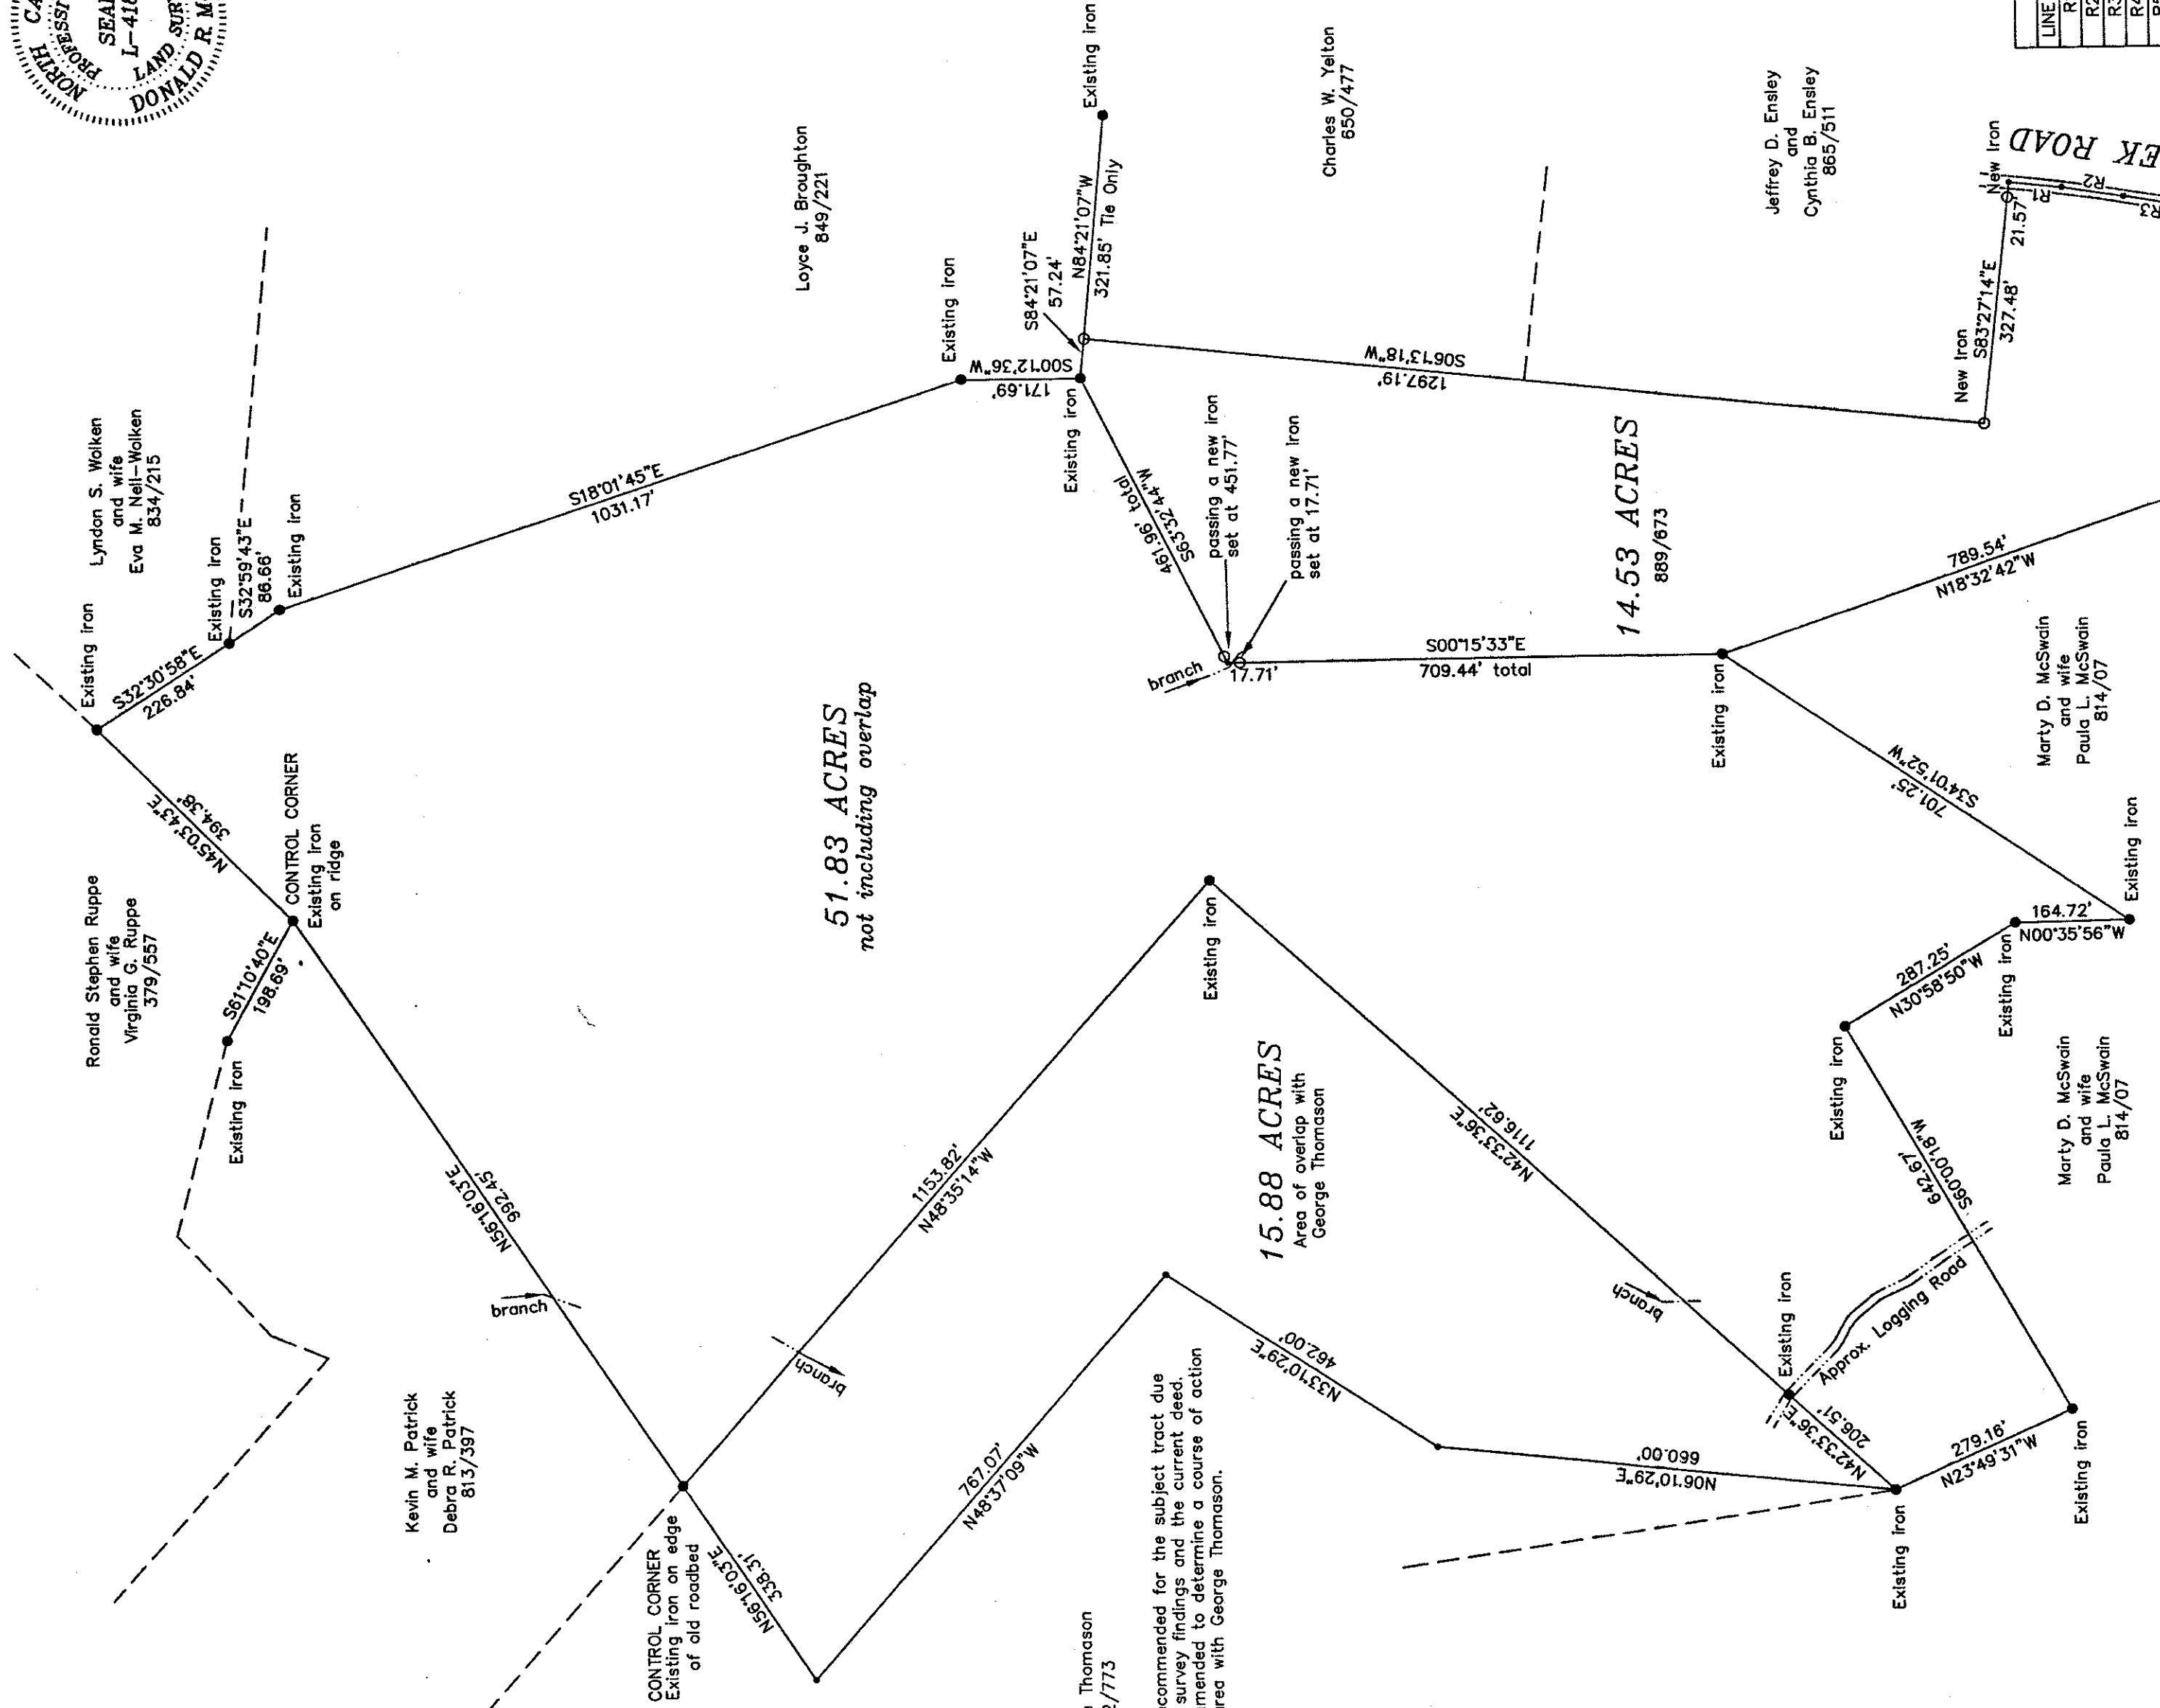 NORTH CA
PROFESSI
SEAL
L-418
LAND SUR
DONALD R M
Lyndon S. Wolken
and wife
Eva M. Nell-Wolken
834/215
Existing iron
S32°30'58"E
226.84'
Existing iron
S32°59'43"E
86.66'
Existing iron
S18°01'45"E
1031.17'
Loyce J. Broughton
849/221
Existing iron
S00°12'36"W
171.69'
Existing iron
S84°21'07"E
57.24'
N84°21'07"W
321.85' Tie Only
Existing iron
Charles W. Yelton
650/477
S06°13'18"W
1297.19'
Jeffrey D. Ensley
and
Cynthia B. Ensley
865/511
New Iron
S83°27'14"E
327.48'
21.57'
New Iron
EK ROAD
R1
R2
R3
LINE
R
R2
R3
R4
S63°32'44"W
461.96' total
passing a new iron
set at 451.77'
passing a new iron
set at 17.71'
branch
17.71'
S00°15'33"E
709.44' total
14.53 ACRES
889/673
Existing iron
789.54'
N18°32'42"W
Marty D. McSwain
and wife
Paula L. McSwain
814/07
S34°01'52"W
701.25'
Existing iron
164.72'
N00°35'56"W
Existing iron
287.25'
N30°58'50"W
Existing iron
S60°00'18"W
642.67'
Marty D. McSwain
and wife
Paula L. McSwain
814/07
Approx. Logging Road
Existing iron
279.16'
N23°49'31"W
Existing iron
N42°33'36"E
206.51'
Existing iron
branch
N42°33'36"E
1116.62'
Existing iron
N06°10'29"E
660.00'
N33°10'29"E
462.00'
15.88 ACRES
Area of overlap with
George Thomason
767.07'
N48°37'09"W
1153.82'
N48°35'14"W
branch
N56°16'03"E
338.31'
CONTROL CORNER
Existing iron on edge
of old roadbed
Kevin M. Patrick
and wife
Debra R. Patrick
813/397
branch
N56°16'03"E
992.45'
51.83 ACRES
not including overlap
Ronald Stephen Ruppe
and wife
Virginia G. Ruppe
379/557
Existing iron
S61°10'40"E
198.69'
CONTROL CORNER
Existing iron
on ridge
N45°03'43"E
394.38'
Thomason
/773
commended for the subject tract due
survey findings and the current deed.
mended to determine a course of action
rea with George Thomason.